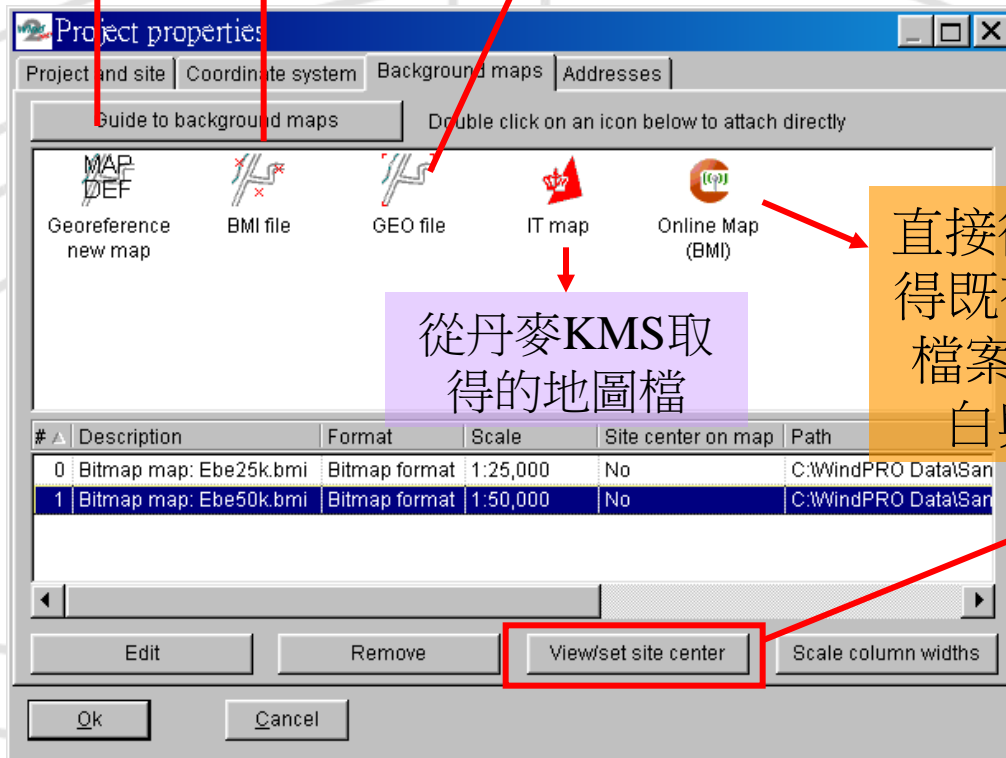 Project properties
Project and site Coordinate system Background maps Addresses
Guide to background maps Double click on an icon below to attach directly
MAP
DEF
Georeference
new map
BMI file
GEO file
IT map
Online Map
(BMI)
直接
得既
檔案
白
從丹麥KMS取
得的地圖檔
# Description Format Scale Site center on map Path
0 Bitmap map: Ebe25k.bmi Bitmap format 1:25,000 No C:\WindPRO Data\San
1 Bitmap map: Ebe50k.bmi Bitmap format 1:50,000 No C:\WindPRO Data\San
Edit Remove View/set site center Scale column widths
Ok Cancel